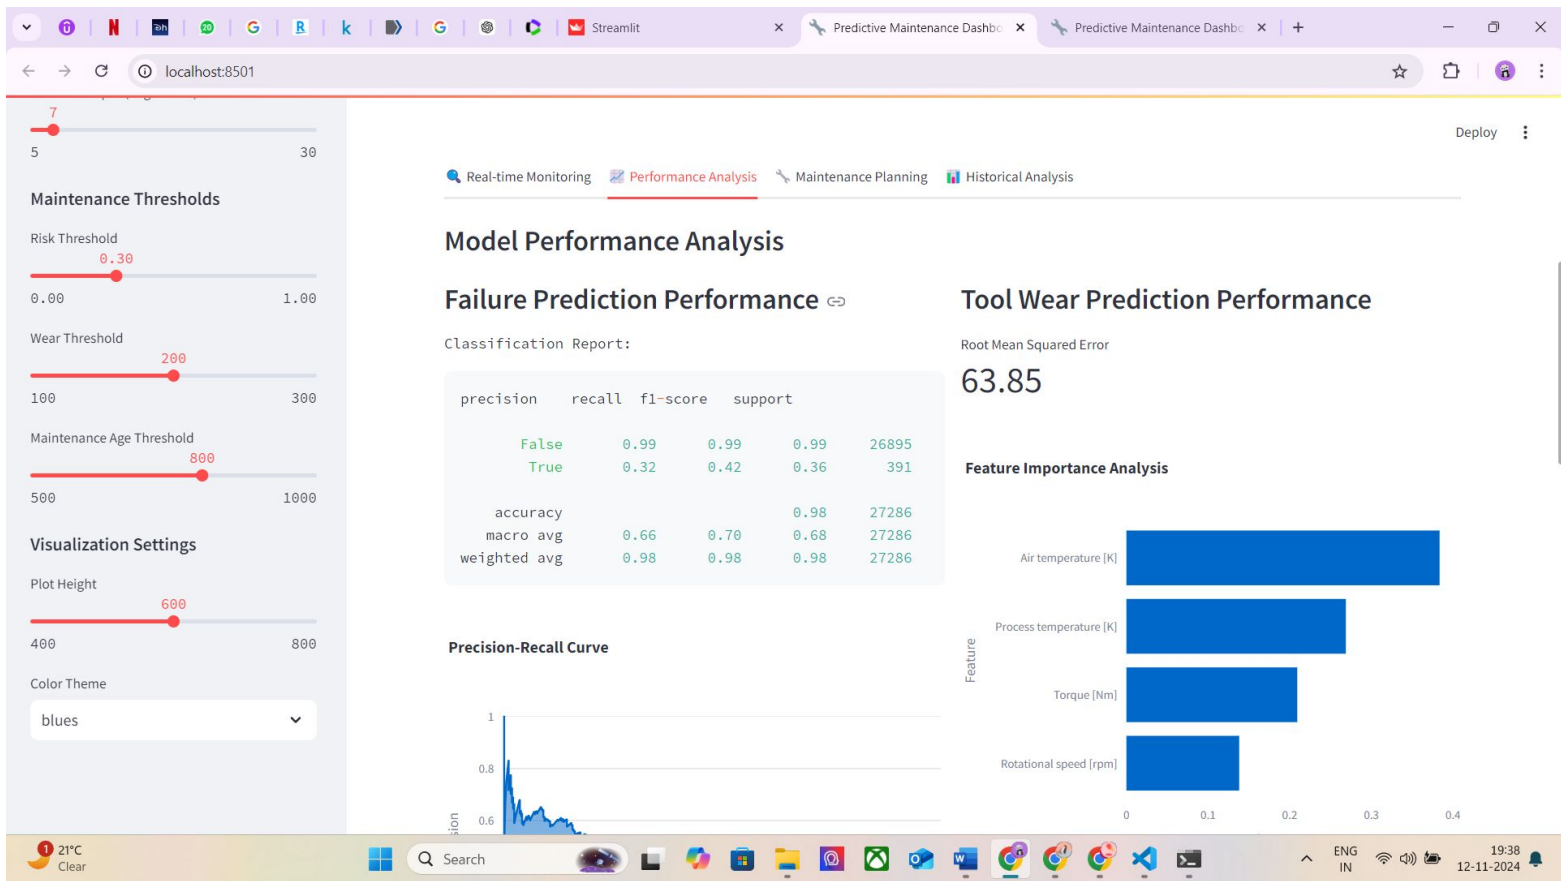 Streamlit
Predictive Maintenance Dashbo
Predictive Maintenance Dashbo
localhost:8501
7
5 30
Maintenance Thresholds
Risk Threshold
0.30
0.00 1.00
Wear Threshold
200
100 300
Maintenance Age Threshold
800
500 1000
Visualization Settings
Plot Height
600
400 800
Color Theme
blues
Deploy
Real-time Monitoring Performance Analysis Maintenance Planning Historical Analysis
Model Performance Analysis
Failure Prediction Performance
Classification Report:
precision recall f1-score support
False 0.99 0.99 0.99 26895
True 0.32 0.42 0.36 391
accuracy 0.98 27286
macro avg 0.66 0.70 0.68 27286
weighted avg 0.98 0.98 0.98 27286
Precision-Recall Curve
1
0.8
0.6
Tool Wear Prediction Performance
Root Mean Squared Error
63.85
Feature Importance Analysis
Feature
Air temperature [K]
Process temperature [K]
Torque [Nm]
Rotational speed [rpm]
0 0.1 0.2 0.3 0.4
1
21°C
Clear
Search
ENG
IN
19:38
12-11-2024